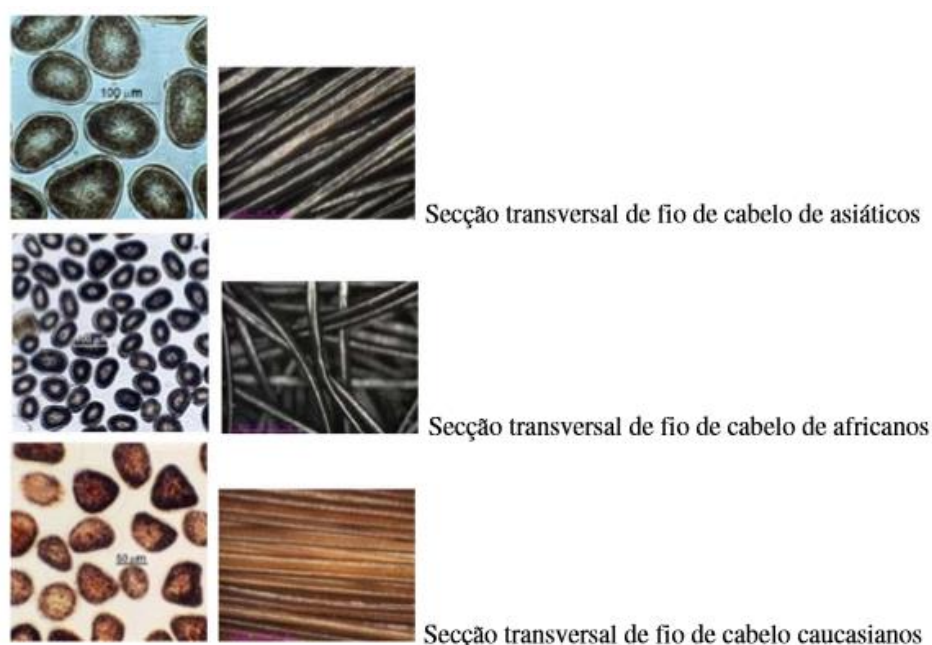 100 μm
Secção transversal de fio de cabelo de asiáticos
Secção transversal de fio de cabelo de africanos
50 μm
Secção transversal de fio de cabelo caucasianos